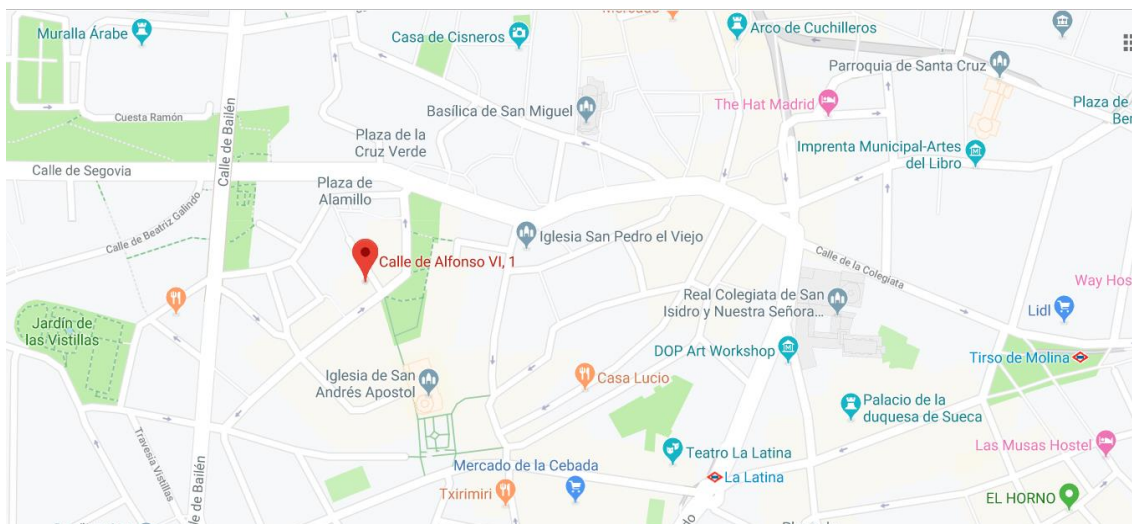 Mercado
Muralla Árabe
Casa de Cisneros
Arco de Cuchilleros
Parroquia de Santa Cruz
The Hat Madrid
Plaza de
Ben
Cuesta Ramón
Basílica de San Miguel
Plaza de la
Cruz Verde
Imprenta Municipal-Artes
del Libro
Calle de Bailén
Calle de Segovia
Plaza de
Alamillo
Calle de Beatriz Galindo
Iglesia San Pedro el Viejo
Calle de Alfonso VI, 1
Calle de la Colegiata
Way Hos
Real Colegiata de San
Isidro y Nuestra Señora...
Lidl
Jardín de
las Vistillas
DOP Art Workshop
Tirso de Molina
Iglesia de San
Andrés Apostol
Casa Lucio
Palacio de la
duquesa de Sueca
Travesía Vistillas
Calle de Bailén
Las Musas Hostel
Teatro La Latina
Mercado de la Cebada
La Latina
Txirimiri
EL HORNO